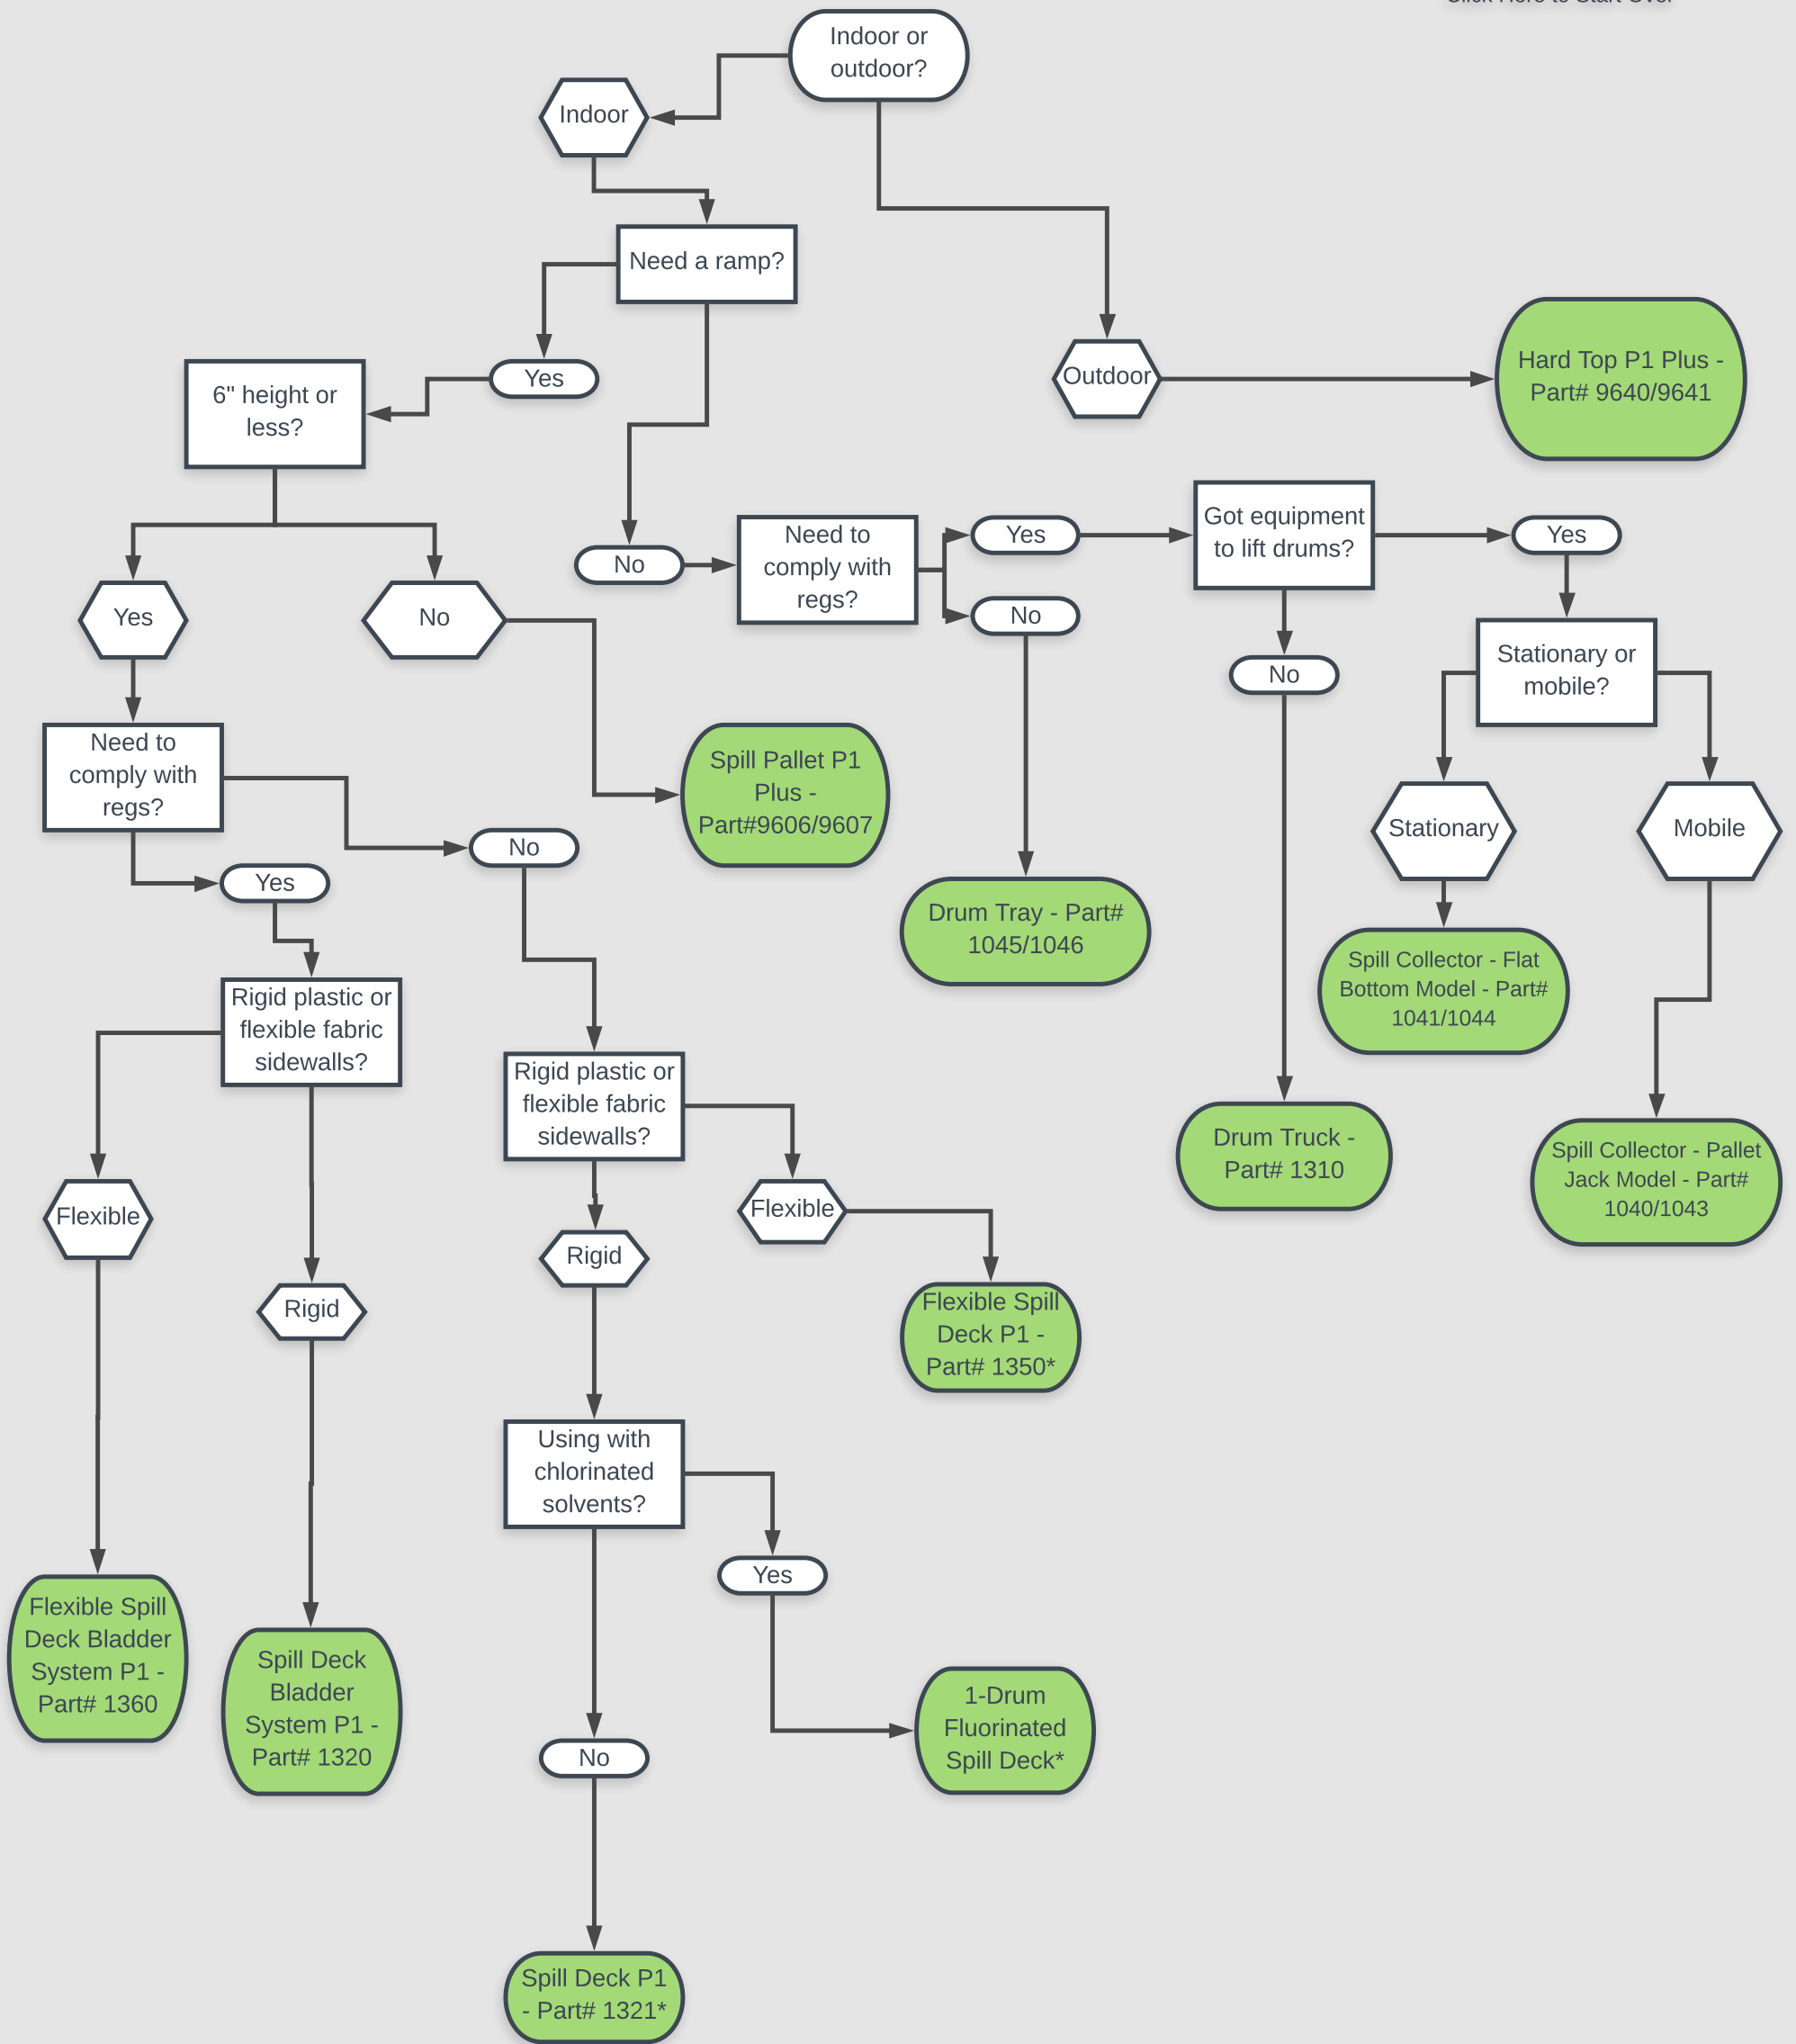 Click Here to Start Over
Indoor or
outdoor?
Indoor
Need a ramp?
Yes
6" height or
less?
Outdoor
Hard Top P1 Plus -
Part# 9640/9641
No
Need to
comply with
regs?
Yes
No
Got equipment
to lift drums?
Yes
No
Stationary or
mobile?
Yes
No
Need to
comply with
regs?
Spill Pallet P1
Plus -
Part#9606/9607
Stationary
Mobile
No
Yes
Drum Tray - Part#
1045/1046
Spill Collector - Flat
Bottom Model - Part#
1041/1044
Rigid plastic or
flexible fabric
sidewalls?
Rigid plastic or
flexible fabric
sidewalls?
Drum Truck -
Part# 1310
Spill Collector - Pallet
Jack Model - Part#
1040/1043
Flexible
Flexible
Rigid
Rigid
Flexible Spill
Deck P1 -
Part# 1350*
Using with
chlorinated
solvents?
Yes
Flexible Spill
Deck Bladder
System P1 -
Part# 1360
Spill Deck
Bladder
System P1 -
Part# 1320
1-Drum
Fluorinated
Spill Deck*
No
Spill Deck P1
- Part# 1321*